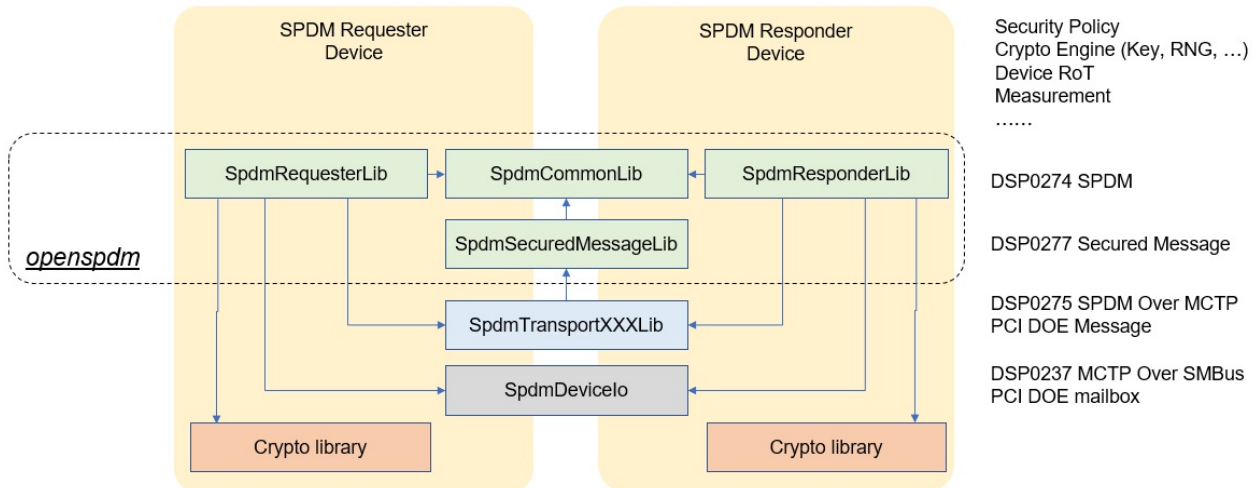 SPDM Requester
Device
SPDM Responder
Device
Security Policy
Crypto Engine (Key, RNG, …)
Device RoT
Measurement
……
SpdmRequesterLib
SpdmCommonLib
SpdmResponderLib
DSP0274 SPDM
SpdmSecuredMessageLib
DSP0277 Secured Message
openspdm
SpdmTransportXXXLib
DSP0275 SPDM Over MCTP
PCI DOE Message
SpdmDeviceIo
DSP0237 MCTP Over SMBus
PCI DOE mailbox
Crypto library
Crypto library